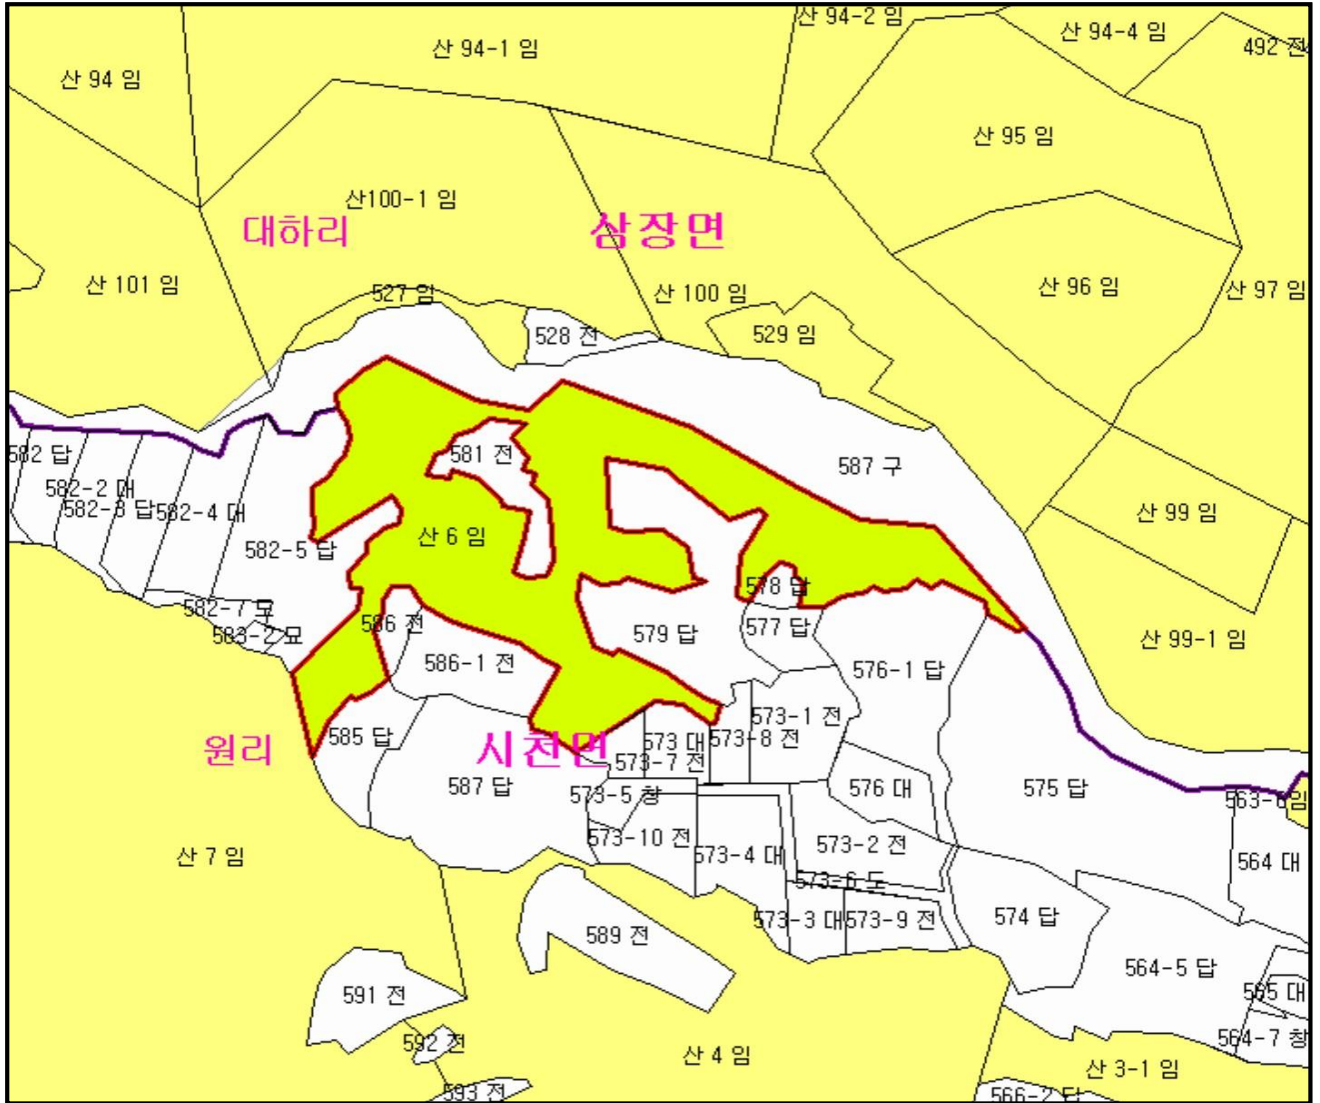 산 94-2 임
산 94-4 임
산 94-1 임
492 전
산 94 임
산 95 임
산100-1 임
대하리
삼장면
산 101 임
527 임
산 100 임
산 96 임
산 97 임
528 전
529 임
582 답
581 전
587 구
582-2 대
582-3 답
582-4 대
산 99 임
산 6 임
582-5 답
578 답
582-7 묘
583-2 묘
586 전
579 답
577 답
산 99-1 임
586-1 전
576-1 답
573-1 전
585 답
573 대
573-8 전
원리
시천면
573-7 전
587 답
573-5 창
576 대
575 답
563-6임
573-10 전
573-2 전
산 7 임
573-4 대
564 대
573-6 도
589 전
573-3 대
573-9 전
574 답
564-5 답
591 전
565 대
592 전
564-7 창
산 4 임
산 3-1 임
593 전
566-2 답